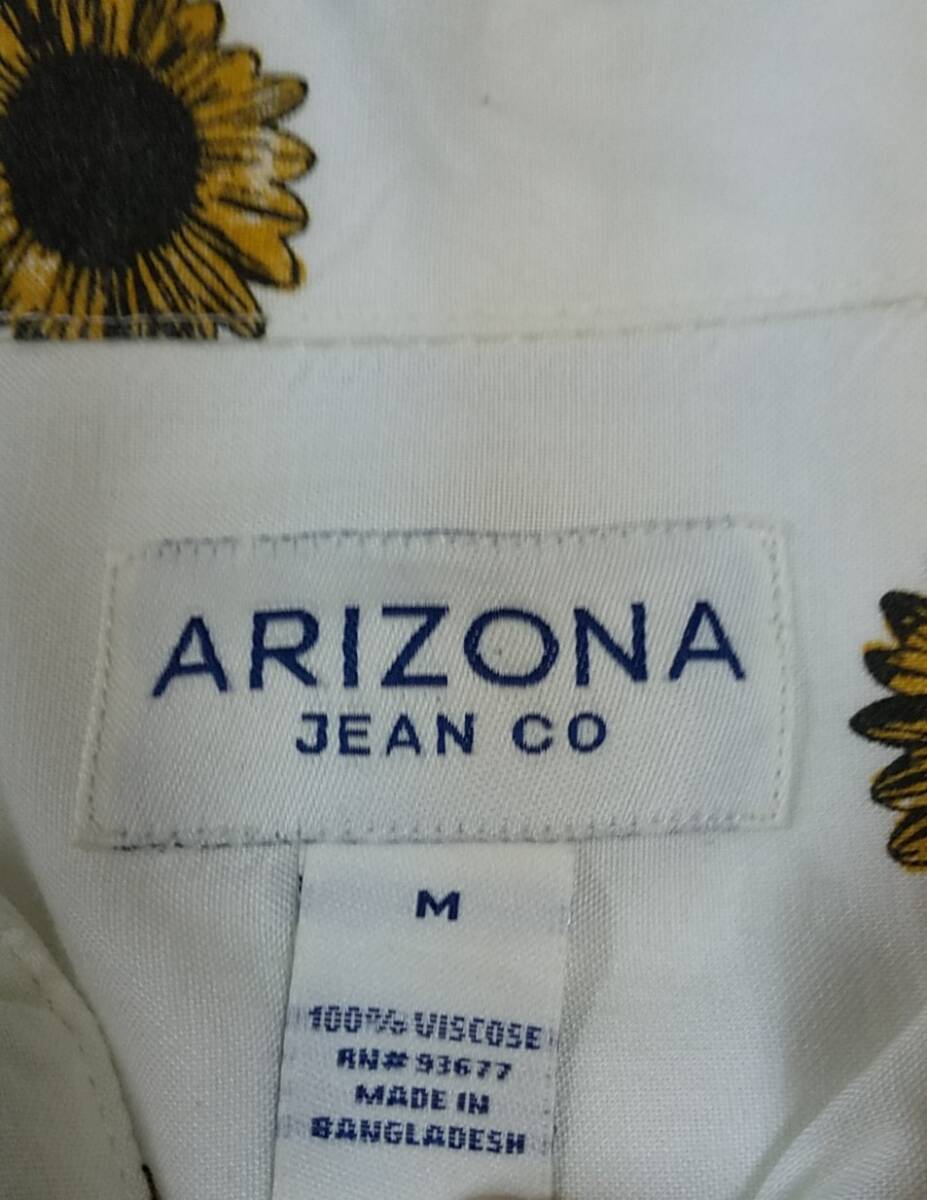 ARIZONA
JEAN CO
M
100% VISCOSE
RN# 93677
MADE IN
BANGLADESH